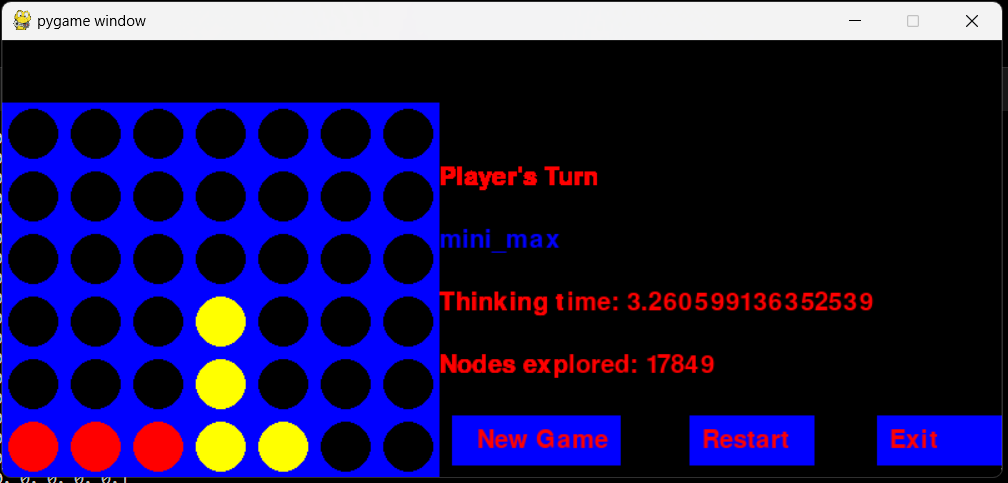 pygame window
Player's Turn
mini_max
Thinking time: 3.260599136352539
Nodes explored: 17849
New Game Restart Exit